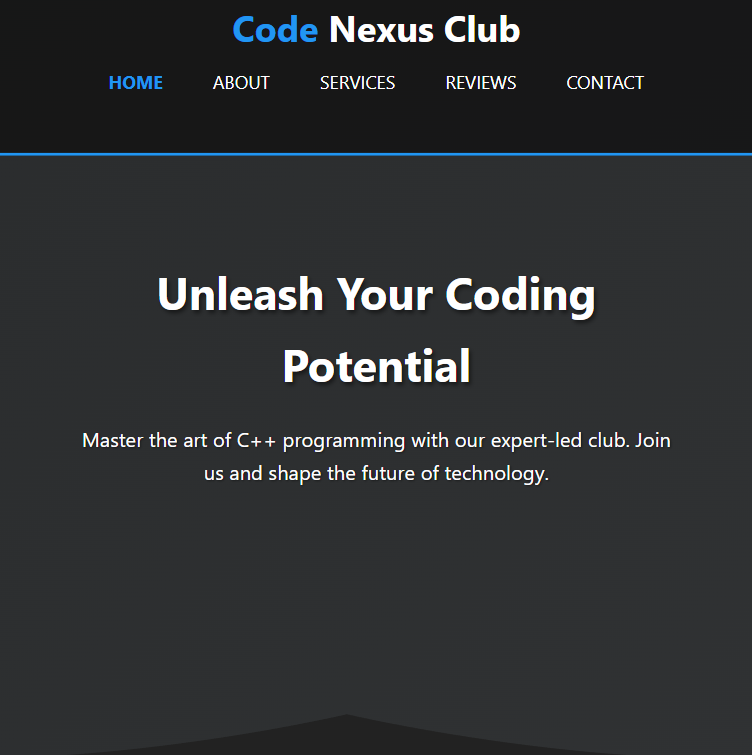 Code Nexus Club
HOME ABOUT SERVICES REVIEWS CONTACT
Unleash Your Coding
Potential
Master the art of C++ programming with our expert-led club. Join
us and shape the future of technology.